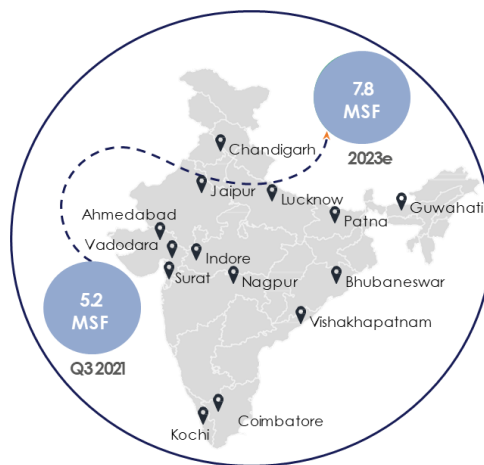 7.8
MSF
2023e
Chandigarh
Jaipur
Lucknow
Guwahati
Patna
Ahmedabad
Vadodara
Indore
Surat
Nagpur
Bhubaneswar
5.2
MSF
Q3 2021
Vishakhapatnam
Coimbatore
Kochi